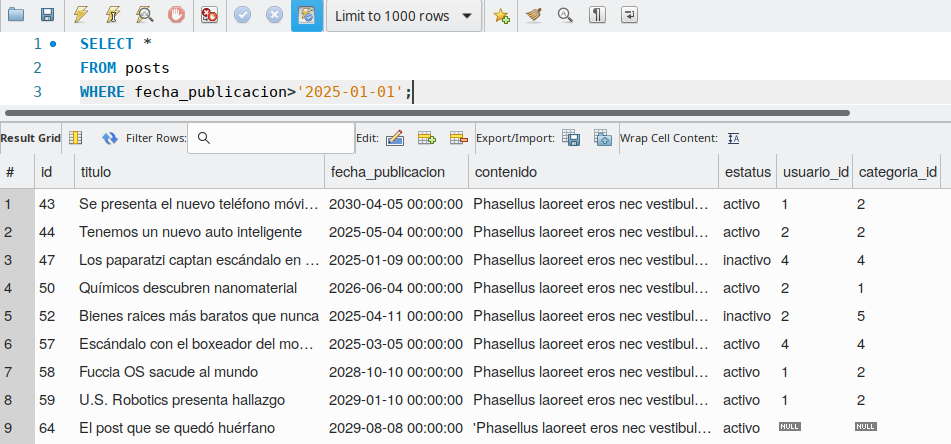 Limit to 1000 rows
1 SELECT *
2 FROM posts
3 WHERE fecha_publicacion>'2025-01-01';
Result Grid Filter Rows: Edit: Export/Import: Wrap Cell Content:
# id titulo fecha_publicacion contenido estatus usuario_id categoria_id
1 43 Se presenta el nuevo teléfono móvi... 2030-04-05 00:00:00 Phasellus laoreet eros nec vestibul... activo 1 2
2 44 Tenemos un nuevo auto inteligente 2025-05-04 00:00:00 Phasellus laoreet eros nec vestibul... activo 2 2
3 47 Los paparatzi captan escándalo en ... 2025-01-09 00:00:00 Phasellus laoreet eros nec vestibul... inactivo 4 4
4 50 Químicos descubren nanomaterial 2026-06-04 00:00:00 Phasellus laoreet eros nec vestibul... activo 2 1
5 52 Bienes raices más baratos que nunca 2025-04-11 00:00:00 Phasellus laoreet eros nec vestibul... inactivo 2 5
6 57 Escándalo con el boxeador del mo... 2025-03-05 00:00:00 Phasellus laoreet eros nec vestibul... activo 4 4
7 58 Fuccia OS sacude al mundo 2028-10-10 00:00:00 Phasellus laoreet eros nec vestibul... activo 1 2
8 59 U.S. Robotics presenta hallazgo 2029-01-10 00:00:00 Phasellus laoreet eros nec vestibul... activo 1 2
9 64 El post que se quedó huérfano 2029-08-08 00:00:00 'Phasellus laoreet eros nec vestibul... activo NULL NULL